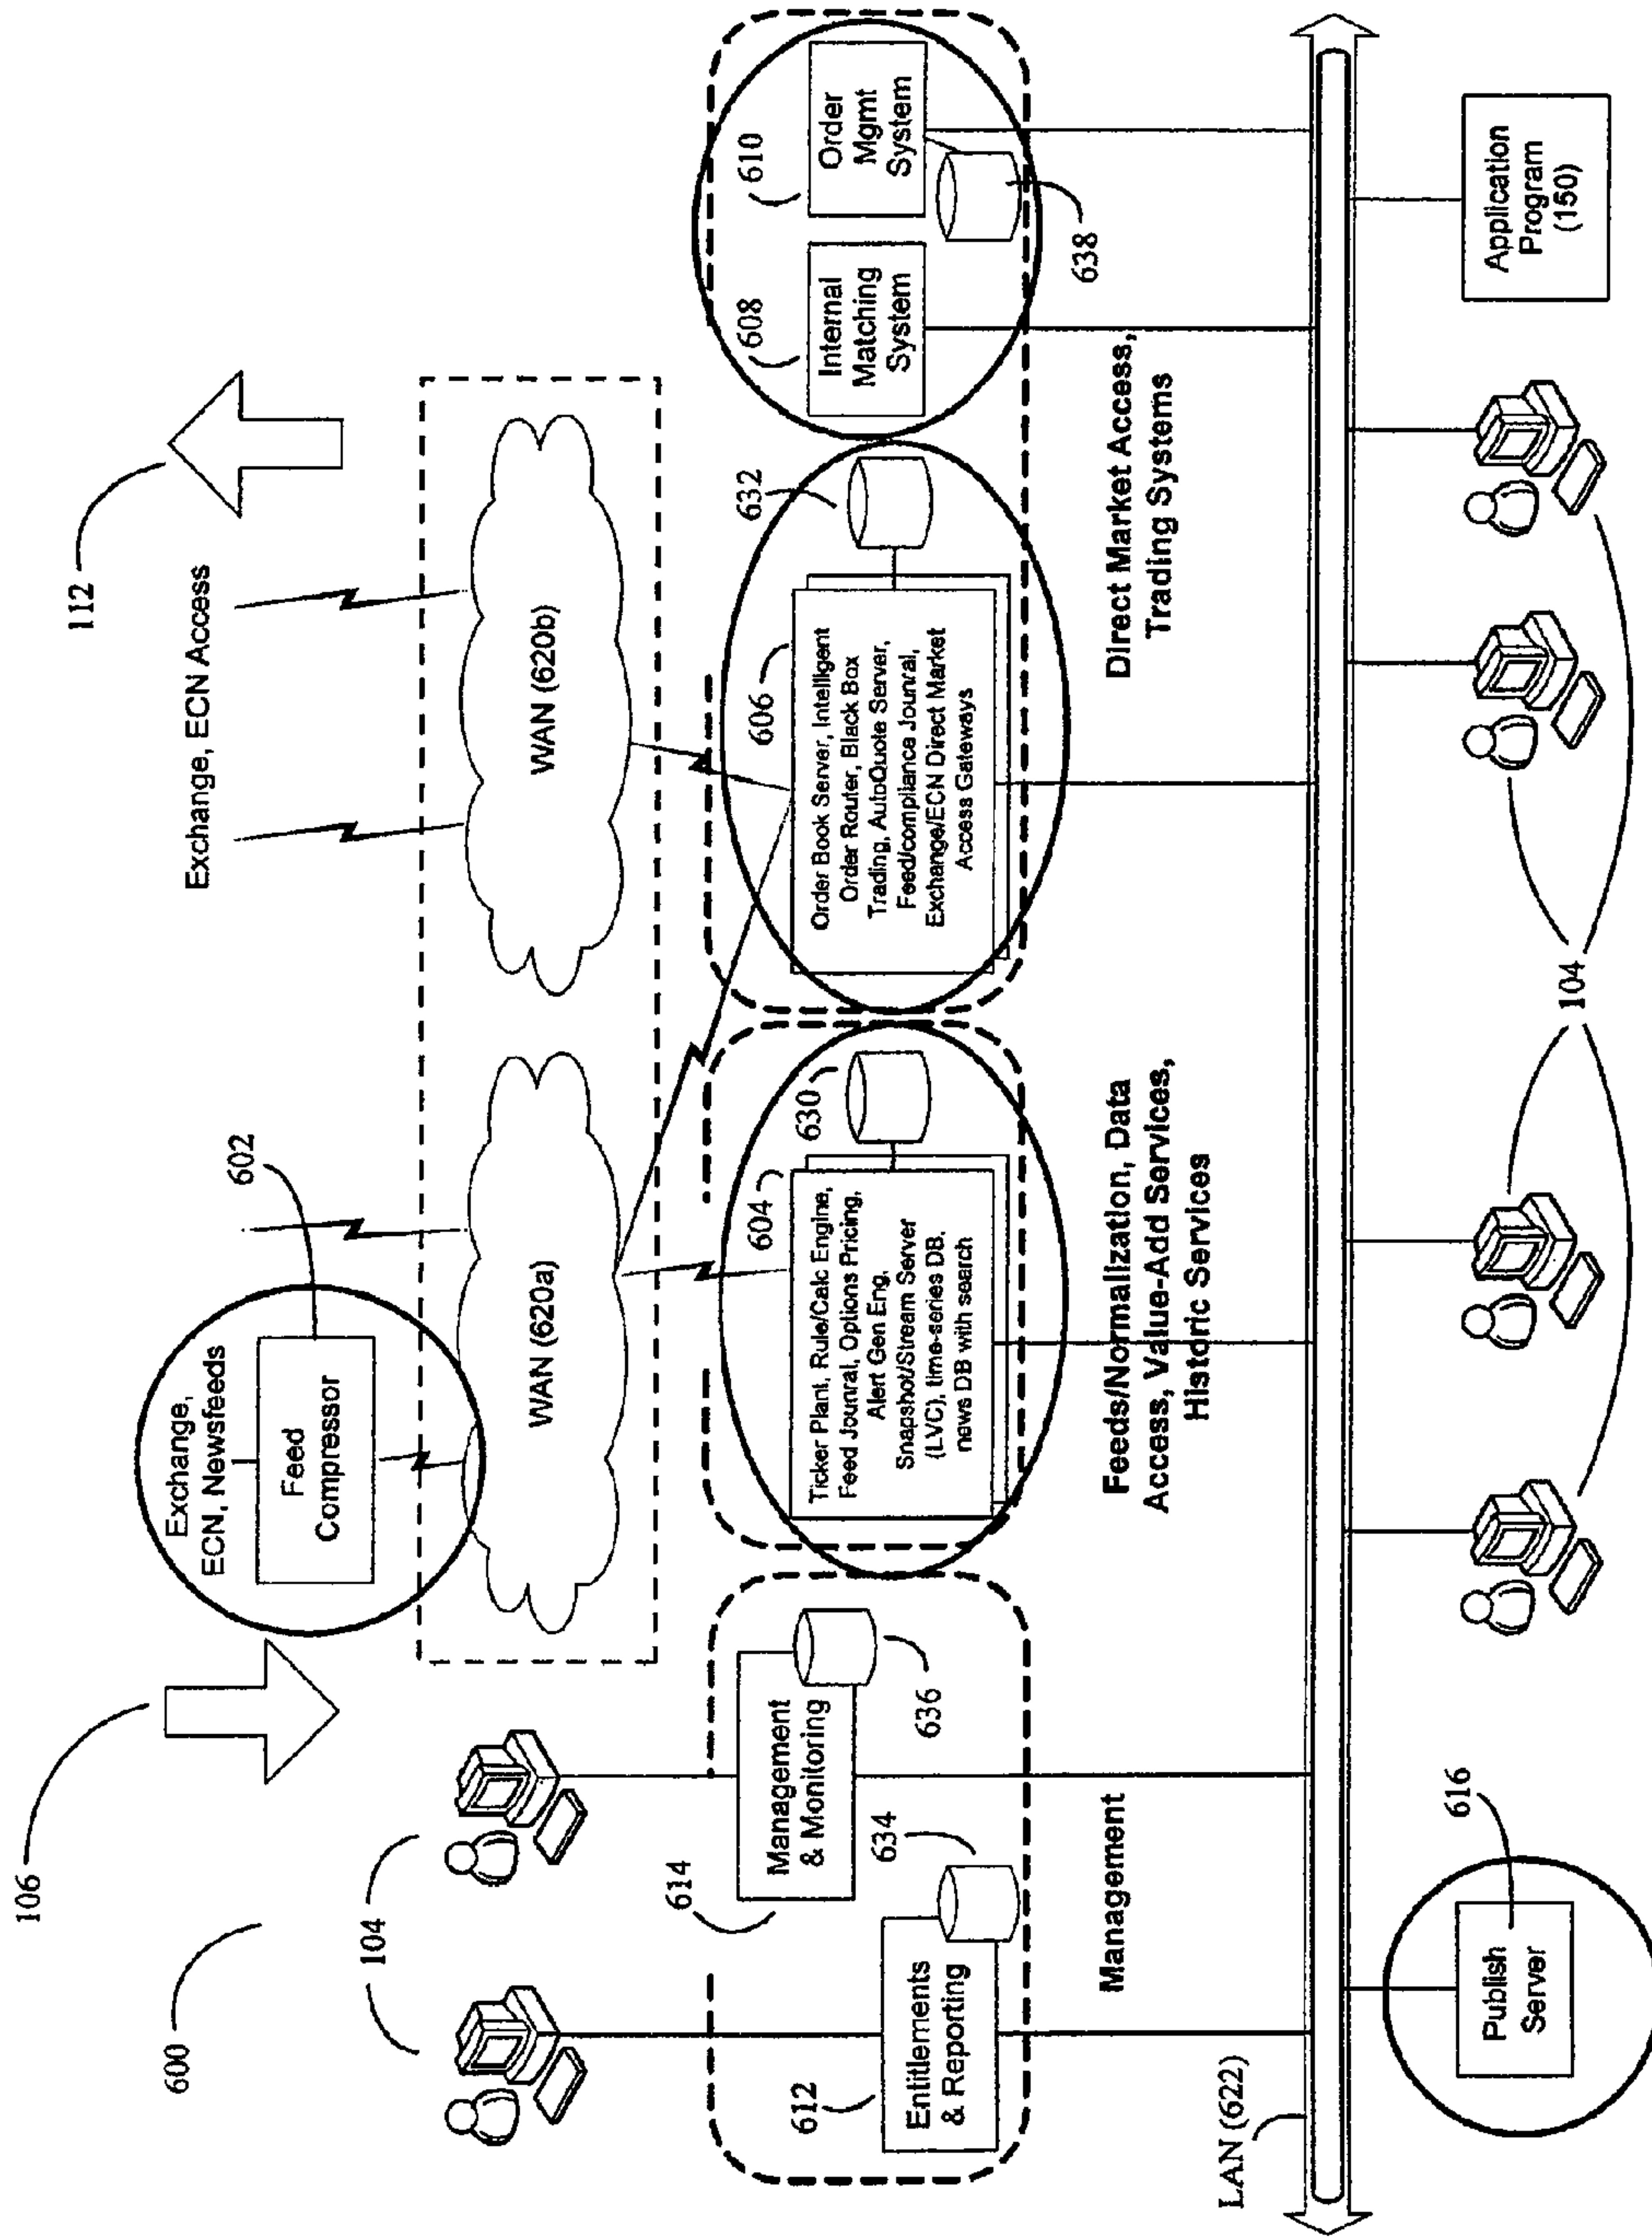 600
106
112
Exchange,
ECN, Newsfeeds
602
Exchange, ECN Access
Feed
Compressor
104
WAN (620a)
WAN (620b)
614
Management
& Monitoring
636
612
Entitlements
& Reporting
634
604
630
Ticker Plant, Rule/Calc Engine,
Feed Jounral, Options Pricing,
Alert Gen Eng,
Snapshot/Stream Server
(LVC), time-series DB,
news DB with search
606
632
Order Book Server, Intelligent
Order Router, Black Box
Trading, AutoQuote Server,
Feed/compliance Jounral,
Exchange/ECN Direct Market
Access Gateways
608
Internal
Matching
System
610
Order
Mgmt
System
638
Management
Feeds/Normalization, Data
Access, Value-Add Services,
Historic Services
Direct Market Access,
Trading Systems
LAN (622)
616
Publish
Server
104
Application
Program
(150)